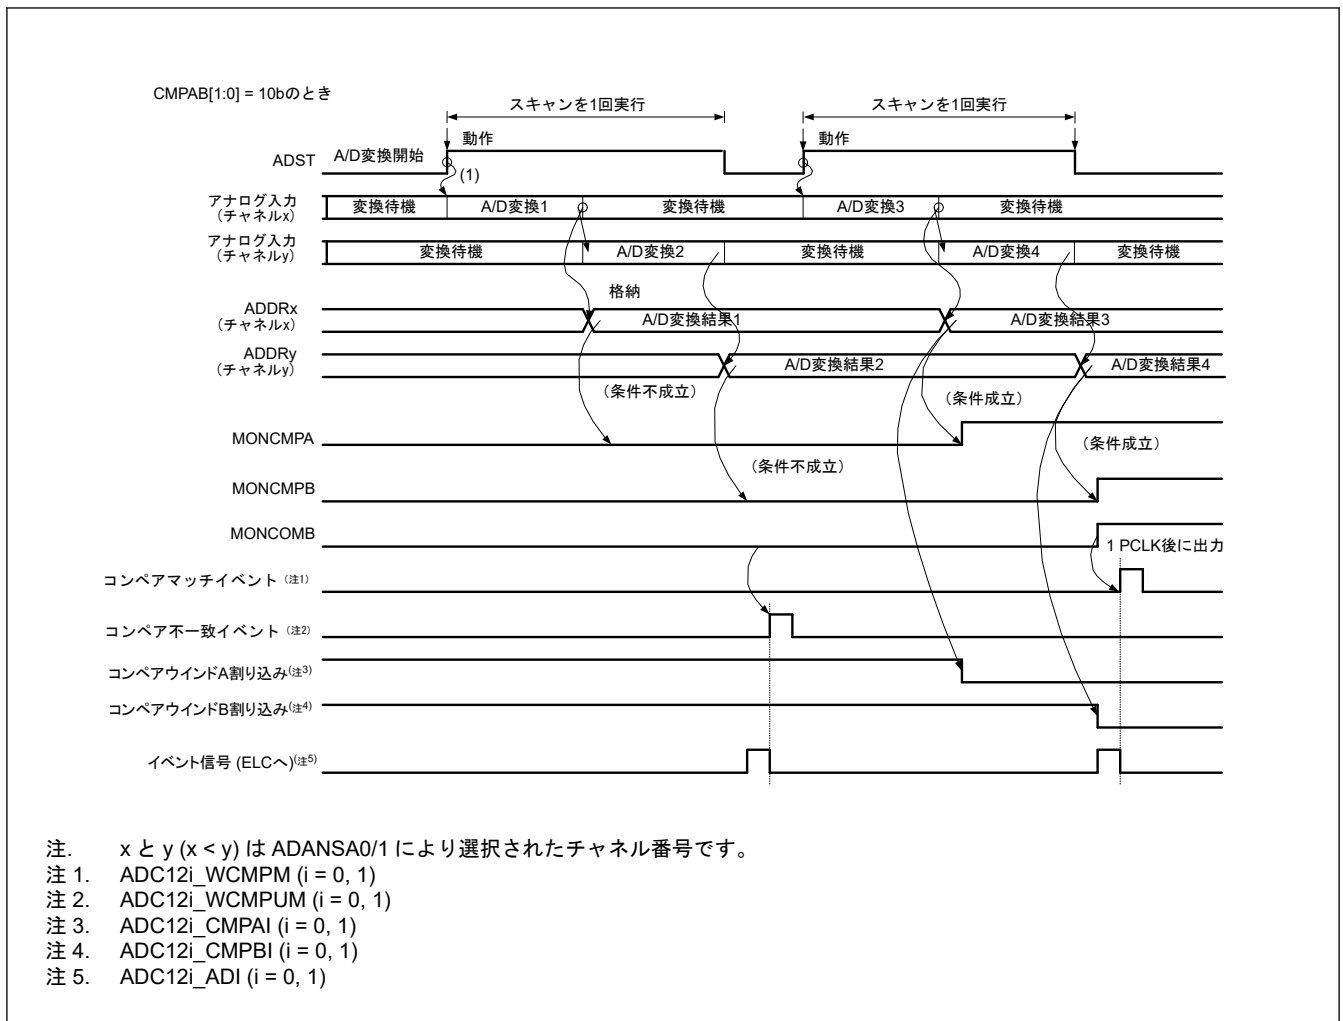 CMPAB[1:0] = 10bのとき
スキャンを1回実行
スキャンを1回実行
ADST
A/D変換開始
動作
動作
(1)
アナログ入力
(チャネルx)
変換待機
A/D変換1
変換待機
A/D変換3
変換待機
アナログ入力
(チャネルy)
変換待機
A/D変換2
変換待機
A/D変換4
変換待機
格納
ADDRx
(チャネルx)
A/D変換結果1
A/D変換結果3
ADDRy
(チャネルy)
A/D変換結果2
A/D変換結果4
(条件不成立)
(条件成立)
MONCMPA
(条件成立)
(条件不成立)
MONCMPB
MONCOMB
1 PCLK後に出力
コンペアマッチイベント (注1)
コンペア不一致イベント (注2)
コンペアウインドA割り込み(注3)
コンペアウインドB割り込み(注4)
イベント信号 (ELCへ)(注5)
注. x と y (x < y) は ADANSA0/1 により選択されたチャネル番号です。
注 1. ADC12i_WCMPM (i = 0, 1)
注 2. ADC12i_WCMPUM (i = 0, 1)
注 3. ADC12i_CMPAI (i = 0, 1)
注 4. ADC12i_CMPBI (i = 0, 1)
注 5. ADC12i_ADI (i = 0, 1)